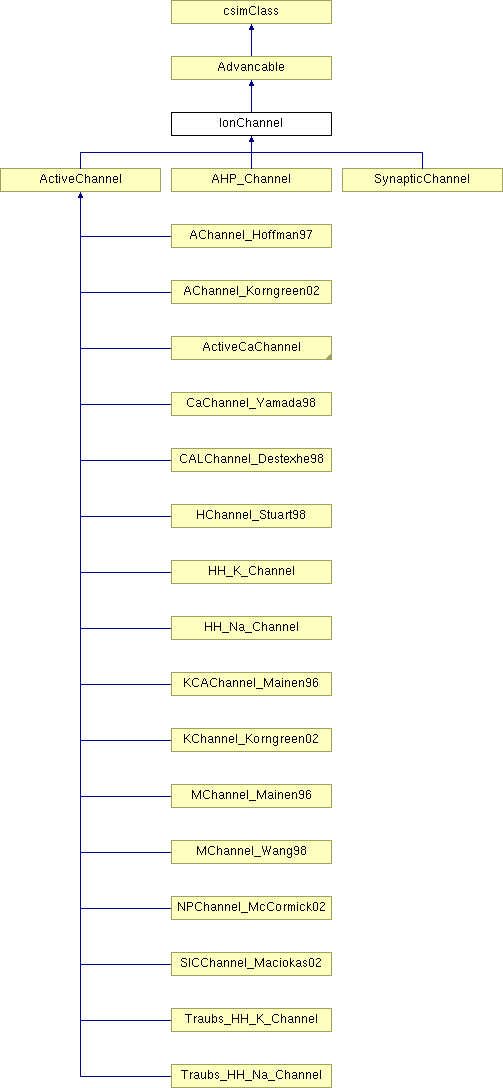 csimClass
Advancable
IonChannel
ActiveChannel
AHP_Channel
SynapticChannel
AChannel_Hoffman97
AChannel_Korngreen02
ActiveCaChannel
CaChannel_Yamada98
CALChannel_Destexhe98
HChannel_Stuart98
HH_K_Channel
HH_Na_Channel
KCAChannel_Mainen96
KChannel_Korngreen02
MChannel_Mainen96
MChannel_Wang98
NPChannel_McCormick02
SICChannel_Maciokas02
Traubs_HH_K_Channel
Traubs_HH_Na_Channel